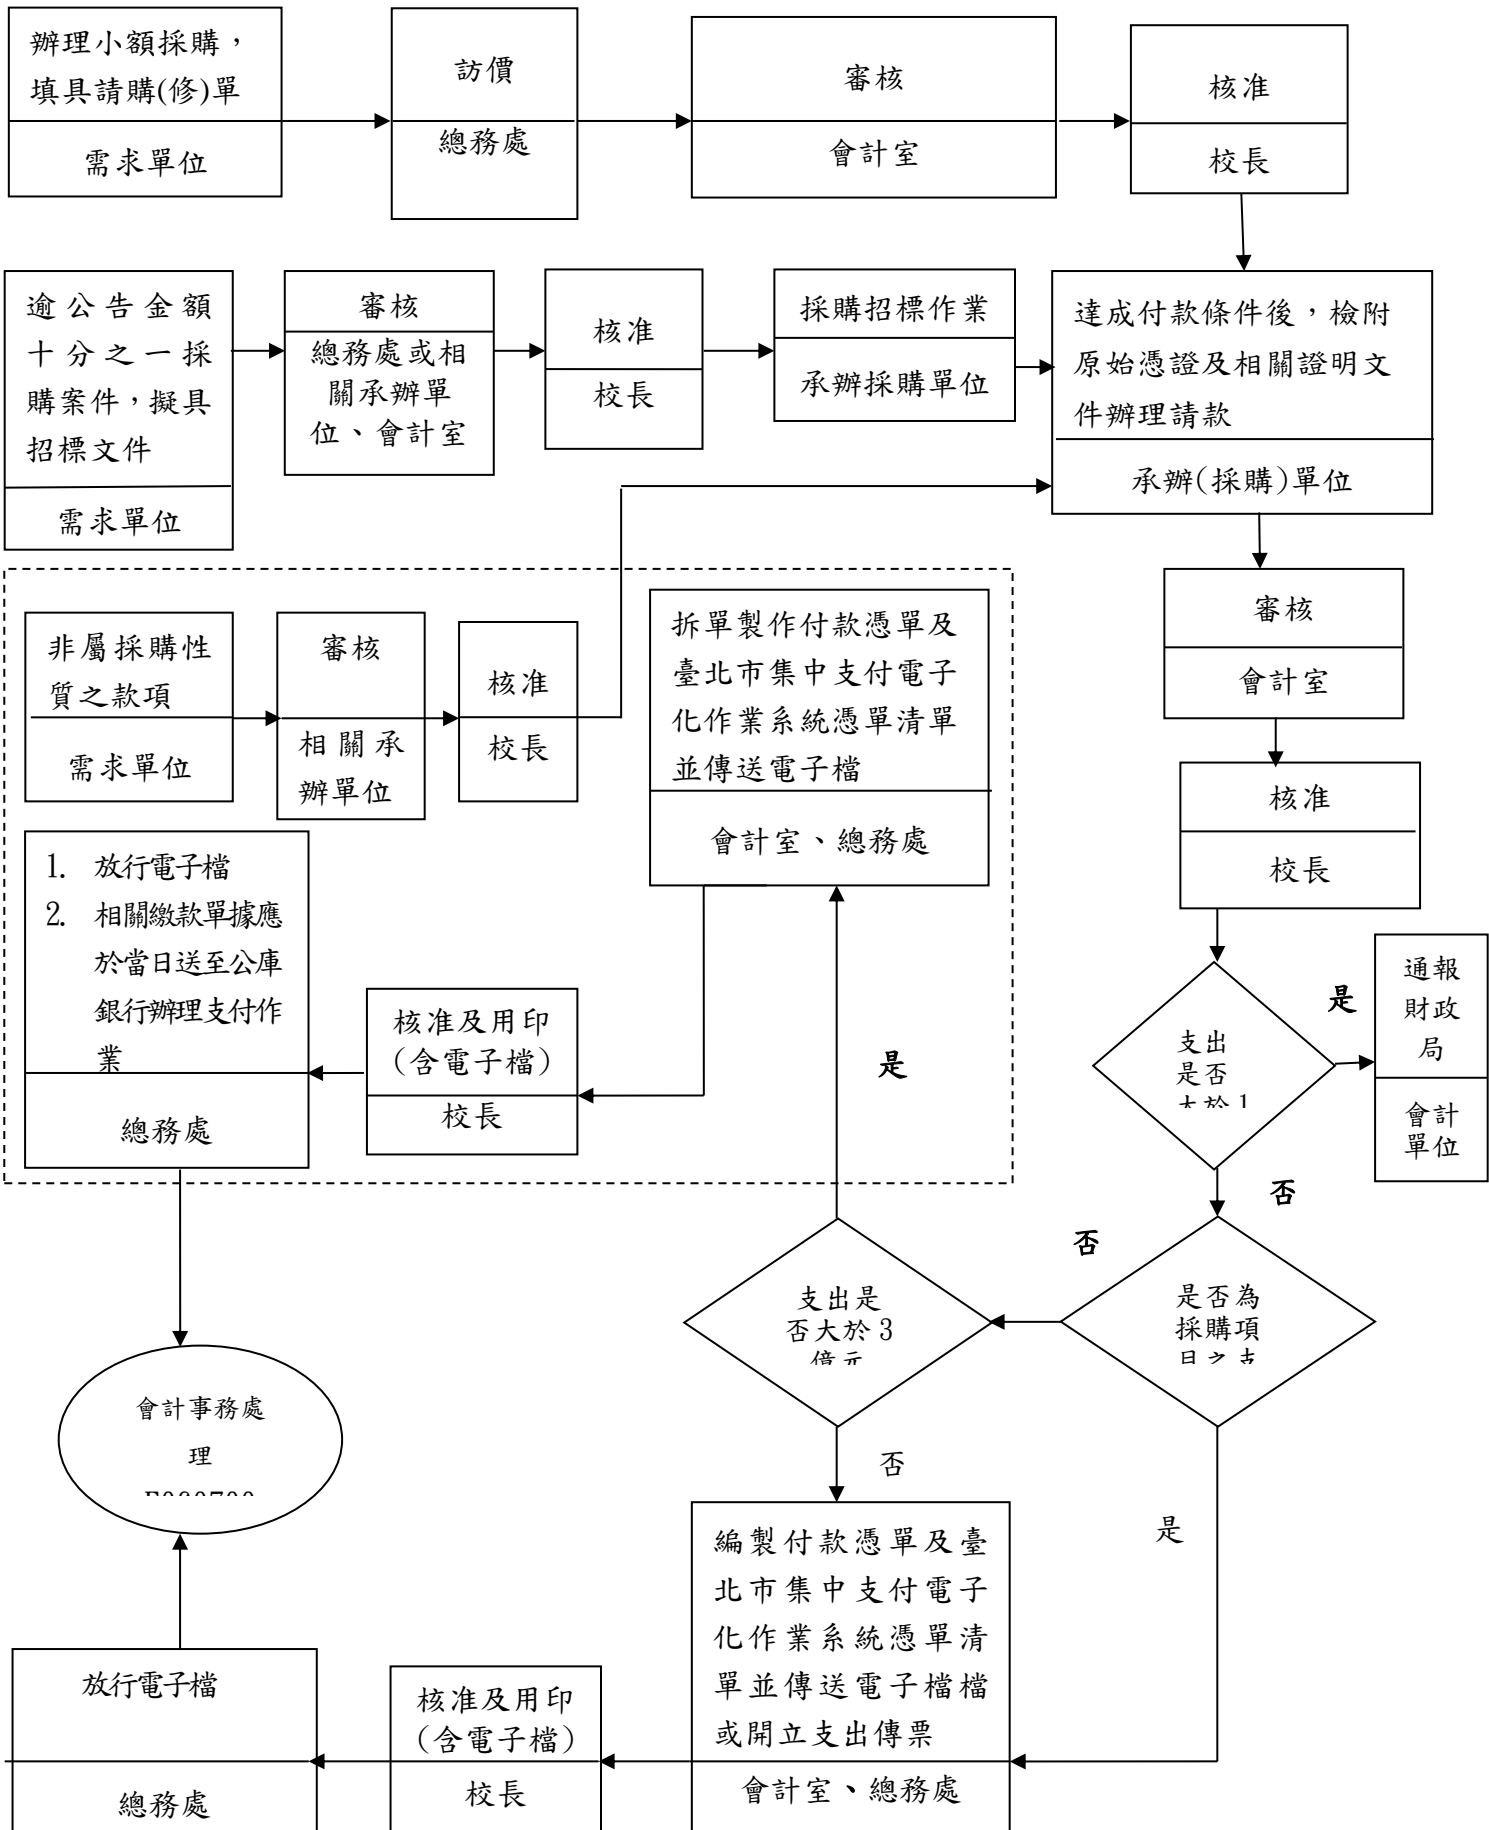 辦理小額採購，
填具請購(修)單
需求單位
訪價
總務處
審核
會計室
核准
校長
逾公告金額
十分之一採
購案件，擬具
招標文件
需求單位
審核
總務處或相
關承辦單
位、會計室
核准
校長
採購招標作業
承辦採購單位
達成付款條件後，檢附
原始憑證及相關證明文
件辦理請款
承辦(採購)單位
非屬採購性
質之款項
需求單位
審核
相關承
辦單位
核准
校長
拆單製作付款憑單及
臺北市集中支付電子
化作業系統憑單清單
並傳送電子檔
會計室、總務處
審核
會計室
核准
校長
1. 放行電子檔
2. 相關繳款單據應
於當日送至公庫
銀行辦理支付作
業
總務處
核准及用印
(含電子檔)
校長
是
支出
是否
大於1
是
通報
財政
局
會計
單位
否
否
支出是
否大於3
億元
是否為
採購項
目之支
會計事務處
理
否
是
編製付款憑單及臺
北市集中支付電子
化作業系統憑單清
單並傳送電子檔檔
或開立支出傳票
會計室、總務處
核准及用印
(含電子檔)
校長
放行電子檔
總務處